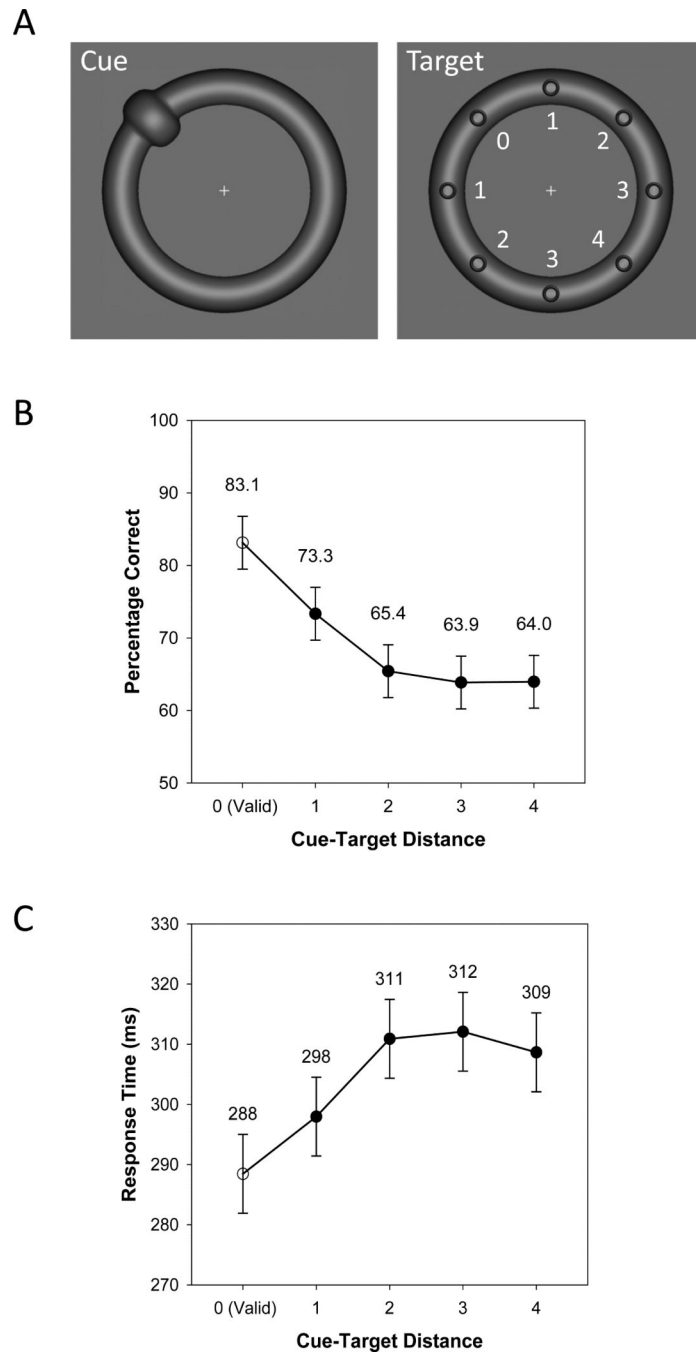 A
Cue
Target
1
0 2
1 3
2 4
3
B
100
90
80
70
60
50
Percentage Correct
83.1
73.3
65.4
63.9
64.0
0 (Valid) 1 2 3 4
Cue-Target Distance
C
330
320
310
300
290
280
270
Response Time (ms)
288
298
311
312
309
0 (Valid) 1 2 3 4
Cue-Target Distance